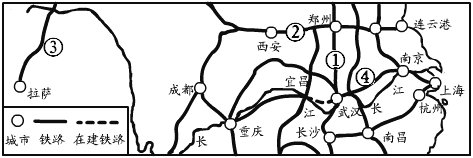 郑州
连云港
③
②
西安
①
南京
④
拉萨
成都
宜昌
上海
江
武汉
长
江
杭州
城市 铁路 在建铁路
长
重庆
长沙
南昌